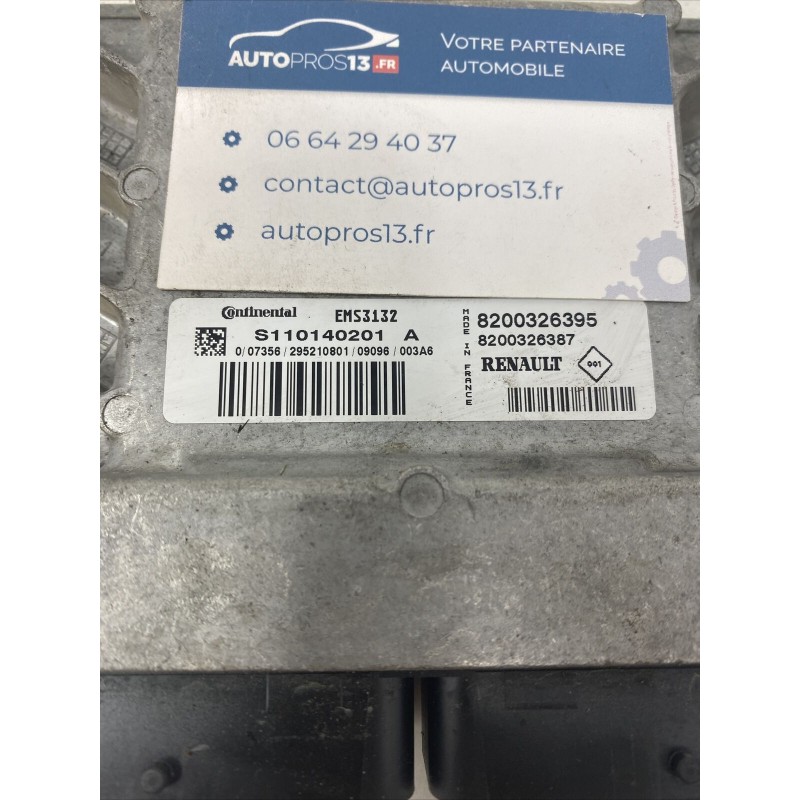 AUTOPROS13.FR
VOTRE PARTENAIRE
AUTOMOBILE
06 64 29 40 37
contact@autopros13.fr
autopros13.fr
Continental EMS3132
S110140201 A
0/07356/295210801/09096/003A6
MADE IN FRANCE
8200326395
8200326387
RENAULT 001